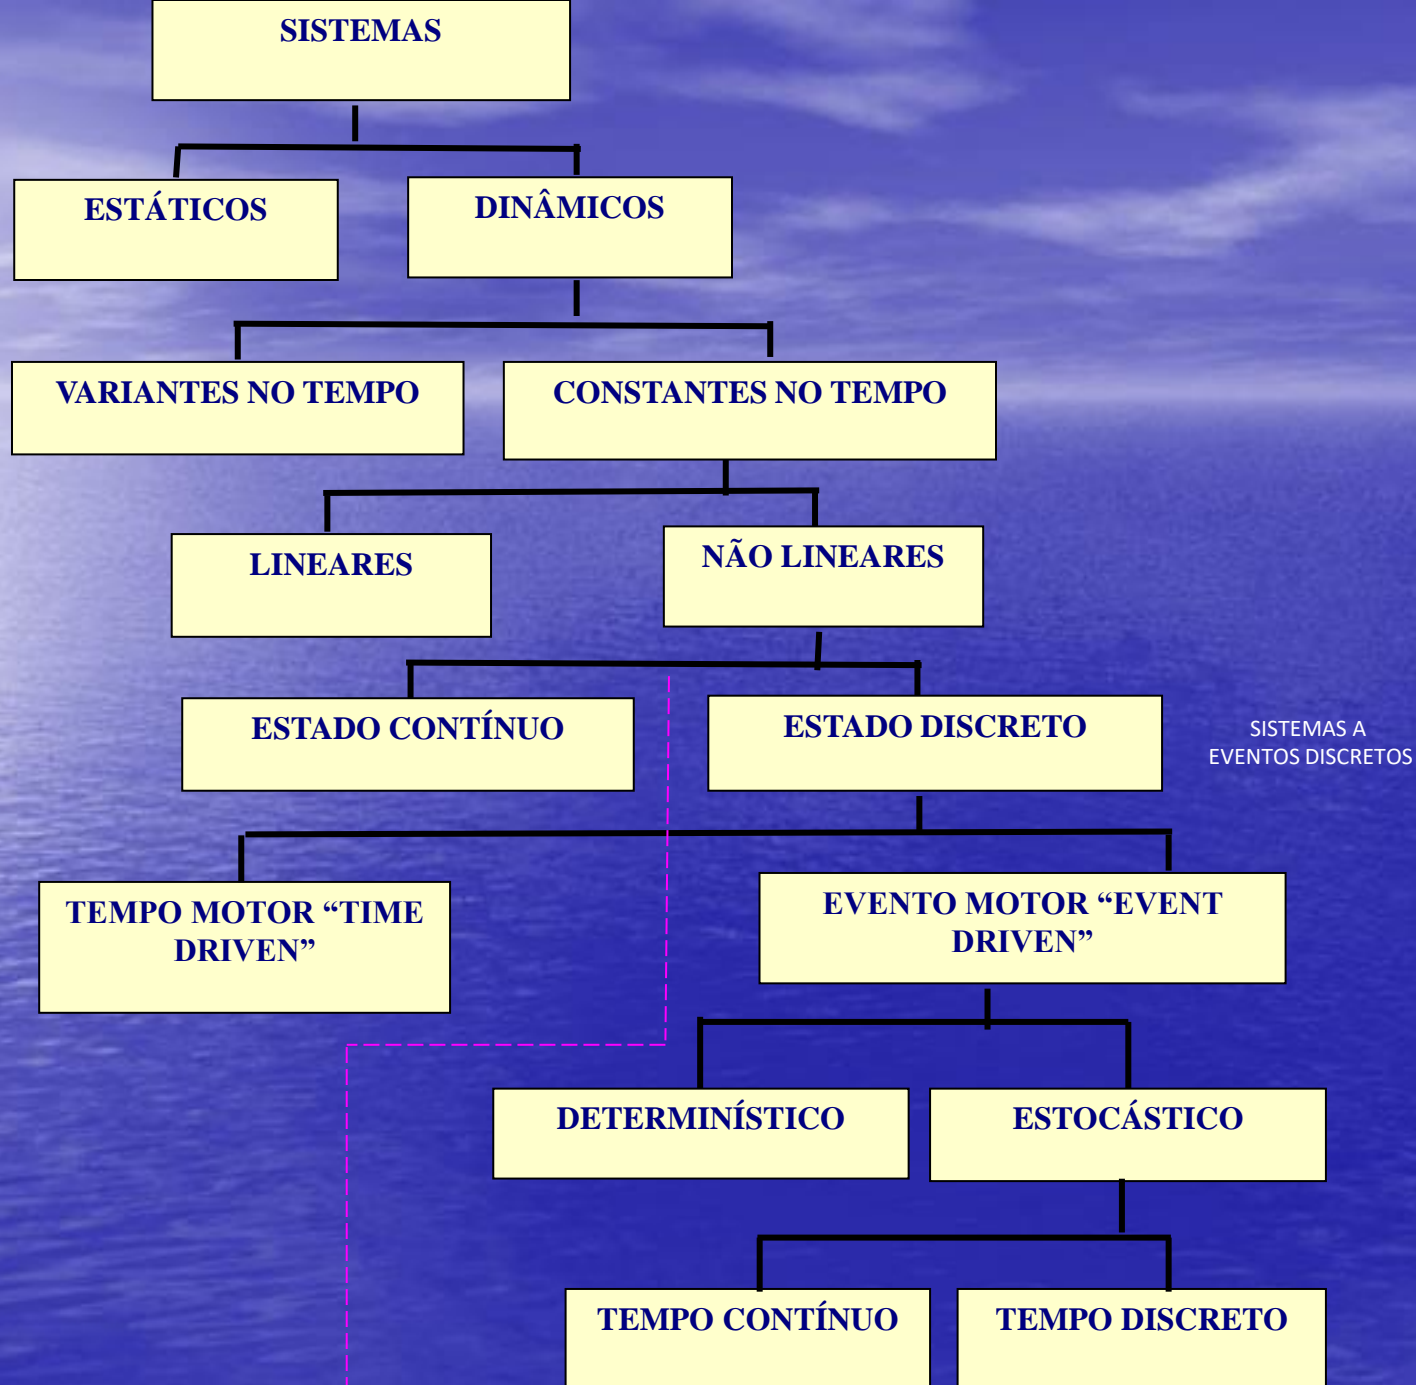 SISTEMAS
ESTÁTICOS
DINÂMICOS
VARIANTES NO TEMPO
CONSTANTES NO TEMPO
LINEARES
NÃO LINEARES
ESTADO CONTÍNUO
ESTADO DISCRETO
SISTEMAS A
EVENTOS DISCRETOS
TEMPO MOTOR “TIME
DRIVEN”
EVENTO MOTOR “EVENT
DRIVEN”
DETERMINÍSTICO
ESTOCÁSTICO
TEMPO CONTÍNUO
TEMPO DISCRETO